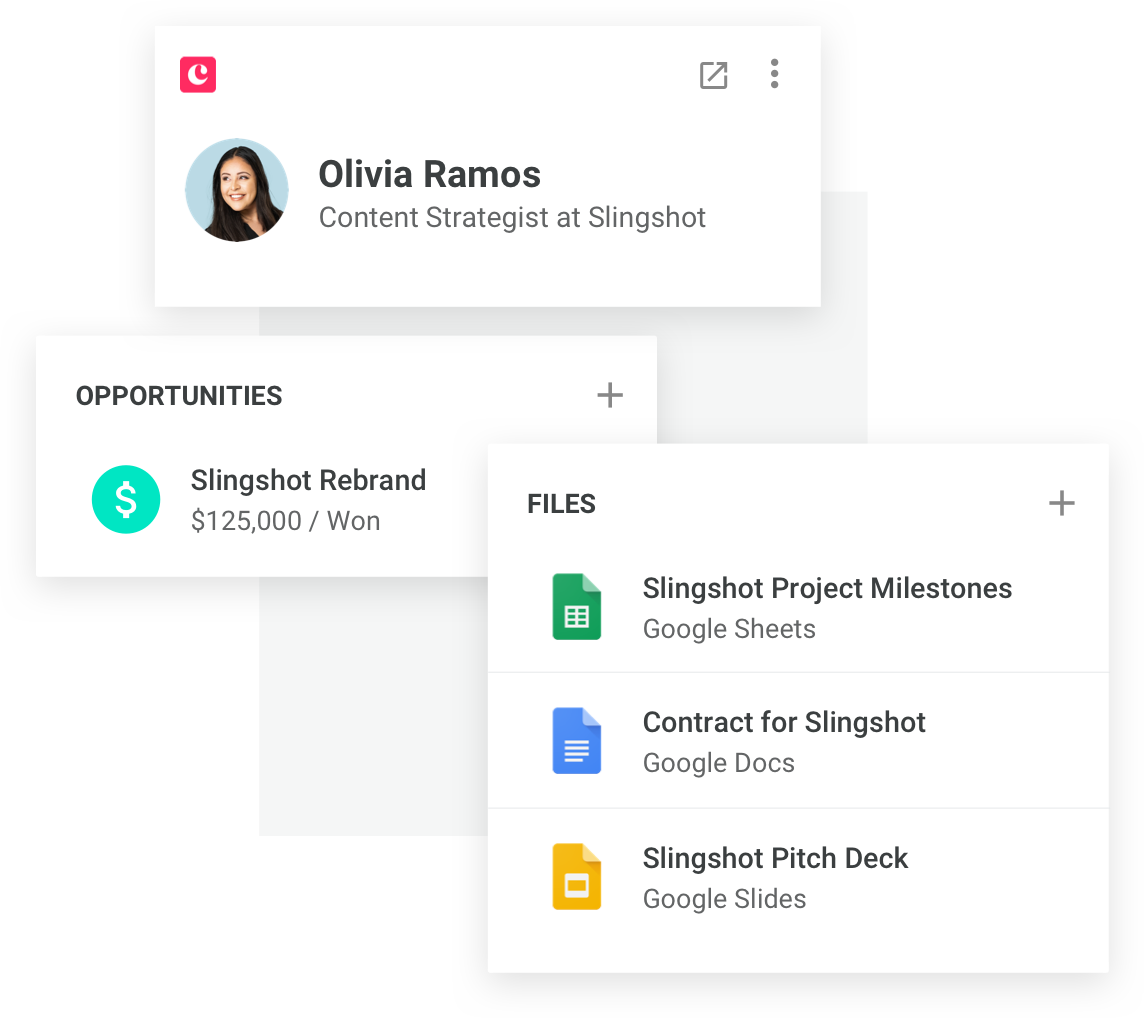 Olivia Ramos
Content Strategist at Slingshot
OPPORTUNITIES
Slingshot Rebrand
$125,000 / Won
FILES
Slingshot Project Milestones
Google Sheets
Contract for Slingshot
Google Docs
Slingshot Pitch Deck
Google Slides